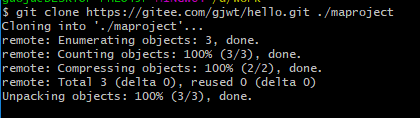 $ git clone https://gitee.com/gjwt/hello.git ./maproject
Cloning into './maproject'...
remote: Enumerating objects: 3, done.
remote: Counting objects: 100% (3/3), done.
remote: Compressing objects: 100% (2/2), done.
remote: Total 3 (delta 0), reused 0 (delta 0)
Unpacking objects: 100% (3/3), done.